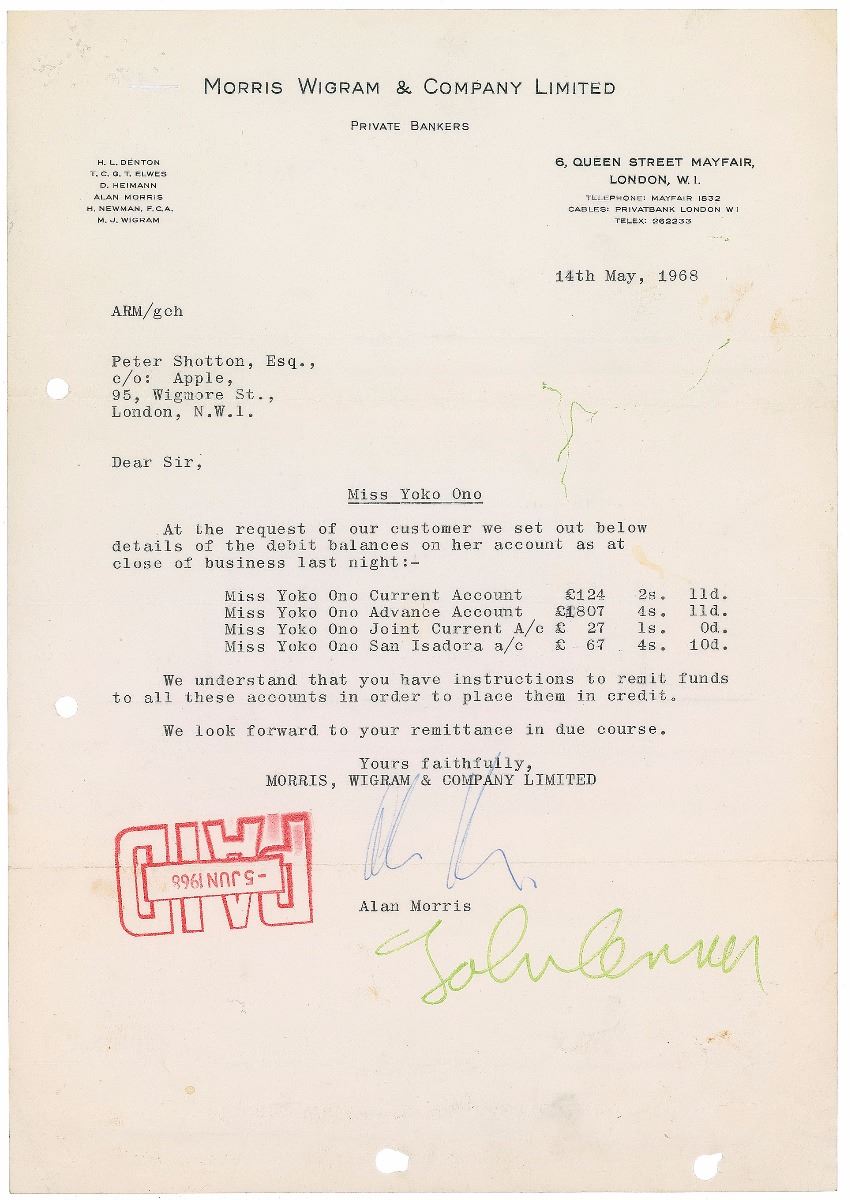 MORRIS WIGRAM & COMPANY LIMITED
PRIVATE BANKERS
H. L. DENTON
T. C. G. T. ELWES
D. HEIMANN
ALAN MORRIS
H. NEWMAN, F.C.A.
M. J. WIGRAM
6, QUEEN STREET MAYFAIR,
LONDON, W.1.
TELEPHONE: MAYFAIR 1632
CABLES: PRIVATBANK LONDON W1
TELEX: 262233
14th May, 1968
ARM/gch
Peter Shotton, Esq.,
c/o: Apple,
95, Wigmore St.,
London, N.W.1.
Dear Sir,
Miss Yoko Ono
At the request of our customer we set out below
details of the debit balances on her account as at
close of business last night:-
Miss Yoko Ono Current Account £124 2s. 11d.
Miss Yoko Ono Advance Account £1807 4s. 11d.
Miss Yoko Ono Joint Current A/c £ 27 1s. 0d.
Miss Yoko Ono San Isadora a/c £ 67 4s. 10d.
We understand that you have instructions to remit funds
to all these accounts in order to place them in credit.
We look forward to your remittance in due course.
Yours faithfully,
MORRIS, WIGRAM & COMPANY LIMITED
PAID
-5 JUN 1968
Alan Morris
John Lennon